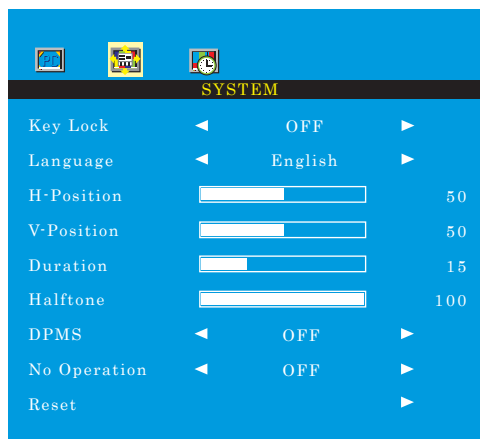 PD
SYSTEM
Key Lock OFF
Language English
H-Position 50
V-Position 50
Duration 15
Halftone 100
DPMS OFF
No Operation OFF
Reset